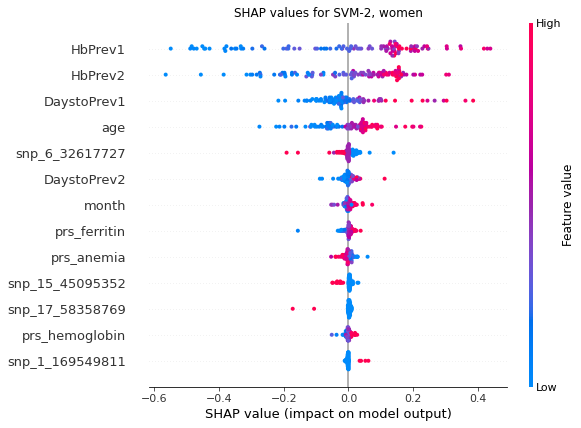 SHAP values for SVM-2, women
High
HbPrev1
HbPrev2
DaystoPrev1
age
snp_6_32617727
DaystoPrev2
month
prs_ferritin
prs_anemia
snp_15_45095352
snp_17_58358769
prs_hemoglobin
snp_1_169549811
Feature value
Low
−0.6 −0.4 −0.2 0.0 0.2 0.4
SHAP value (impact on model output)